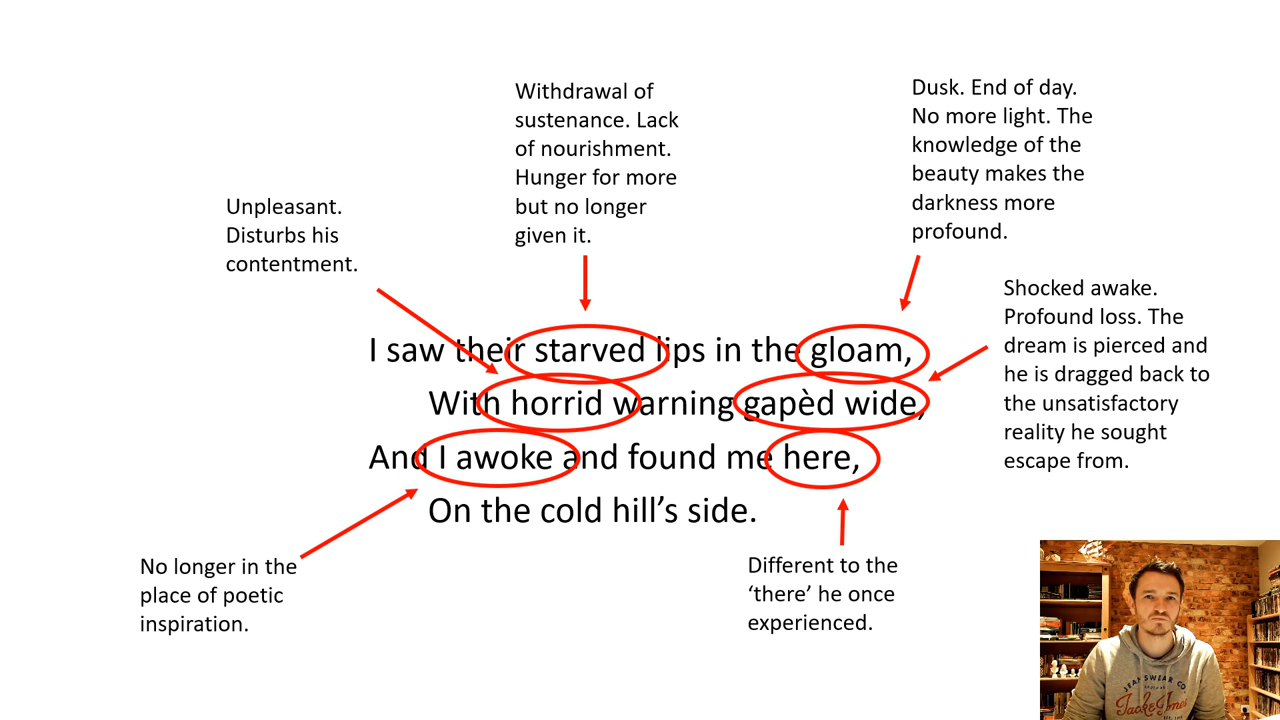 Withdrawal of
sustenance. Lack
of nourishment.
Hunger for more
but no longer
given it.
Dusk. End of day.
No more light. The
knowledge of the
beauty makes the
darkness more
profound.
Unpleasant.
Disturbs his
contentment.
Shocked awake.
Profound loss. The
dream is pierced and
he is dragged back to
the unsatisfactory
reality he sought
escape from.
I saw their starved lips in the gloam,
With horrid warning gapèd wide,
And I awoke and found me here,
On the cold hill’s side.
No longer in the
place of poetic
inspiration.
Different to the
‘there’ he once
experienced.
JEANSWEAR CO
Jack & Jones